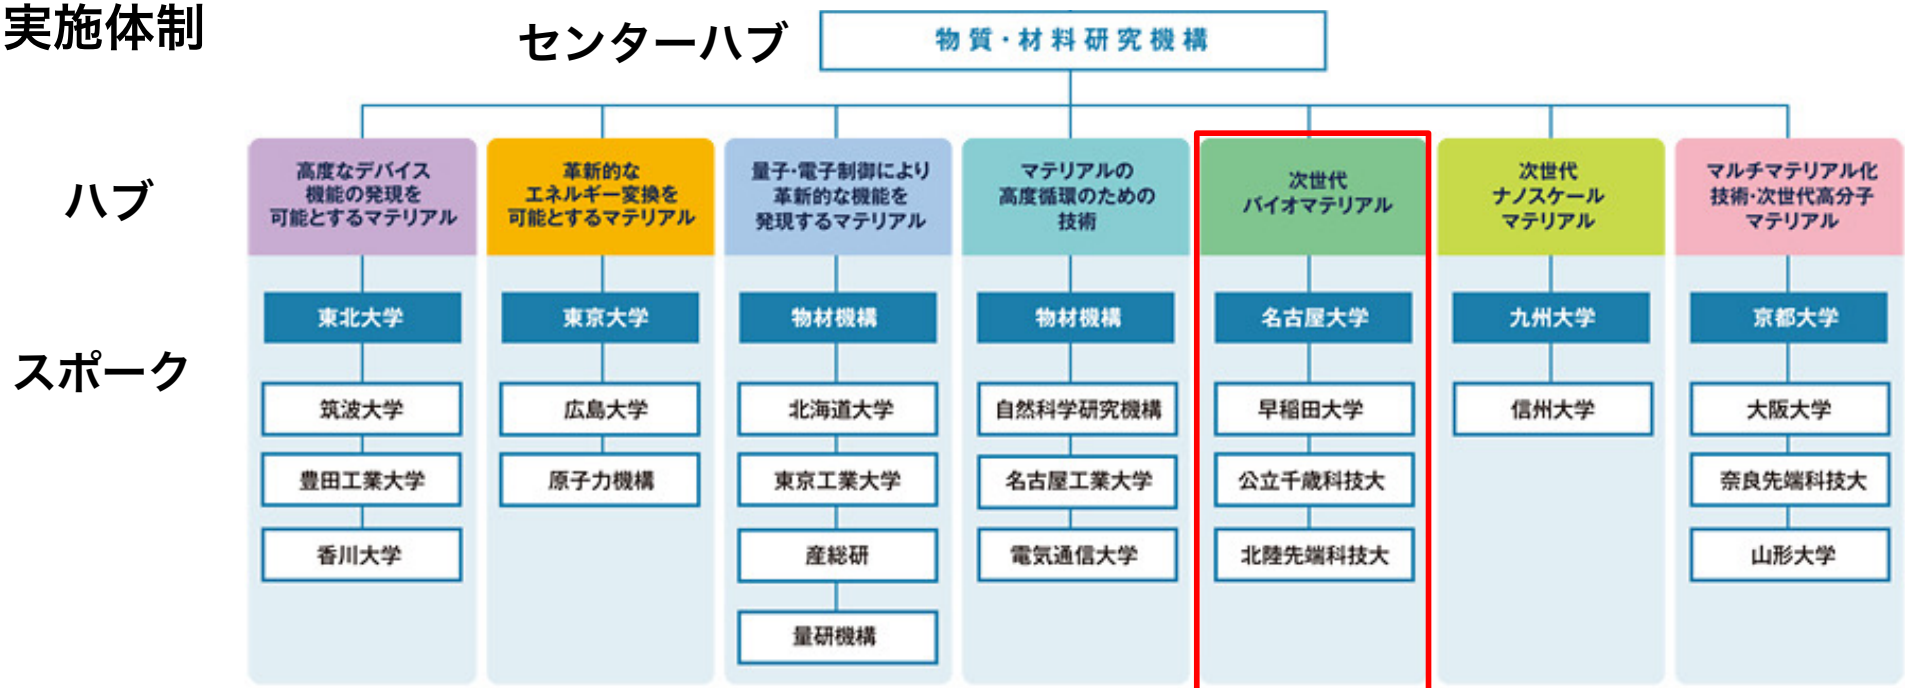 実施体制
センターハブ
物質・材料研究機構
ハブ
高度なデバイス
機能の発現を
可能とするマテリアル
革新的な
エネルギー変換を
可能とするマテリアル
量子・電子制御により
革新的な機能を
発現するマテリアル
マテリアルの
高度循環のための
技術
次世代
バイオマテリアル
次世代
ナノスケール
マテリアル
マルチマテリアル化
技術・次世代高分子
マテリアル
スポーク
東北大学
東京大学
物材機構
物材機構
名古屋大学
九州大学
京都大学
筑波大学
広島大学
北海道大学
自然科学研究機構
早稲田大学
信州大学
大阪大学
豊田工業大学
原子力機構
東京工業大学
名古屋工業大学
公立千歳科技大
奈良先端科技大
香川大学
産総研
電気通信大学
北陸先端科技大
山形大学
量研機構